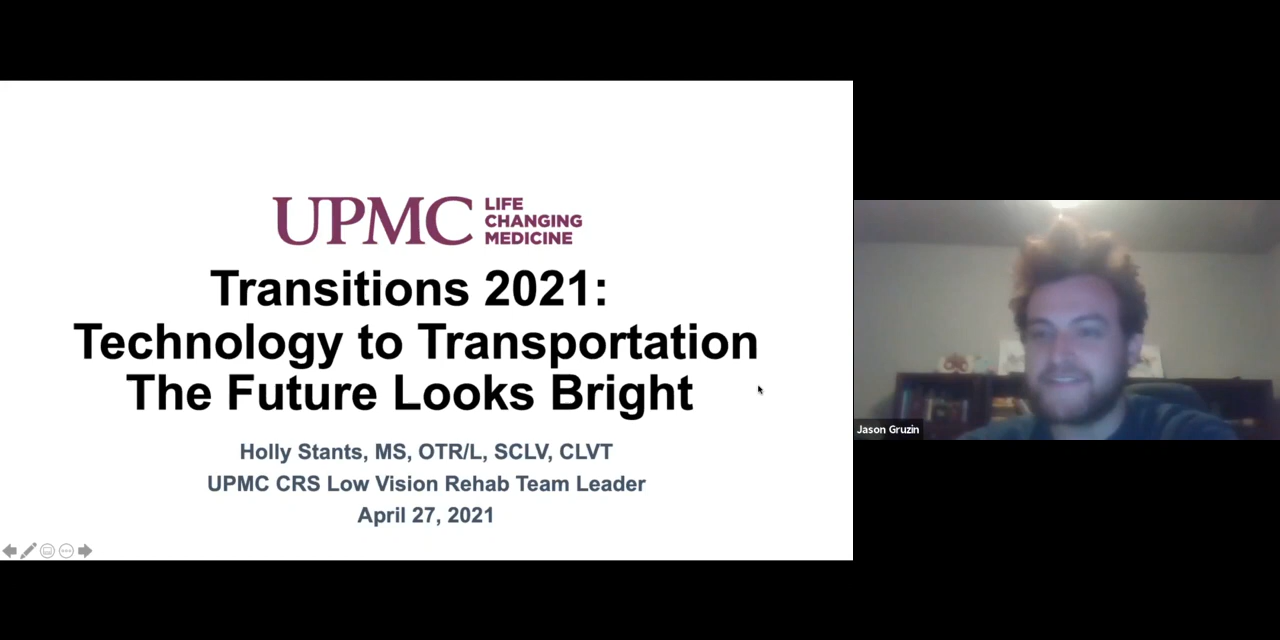 UPMC
LIFE
CHANGING
MEDICINE
Transitions 2021:
Technology to Transportation
The Future Looks Bright
Holly Stants, MS, OTR/L, SCLV, CLVT
UPMC CRS Low Vision Rehab Team Leader
April 27, 2021
Jason Gruzin